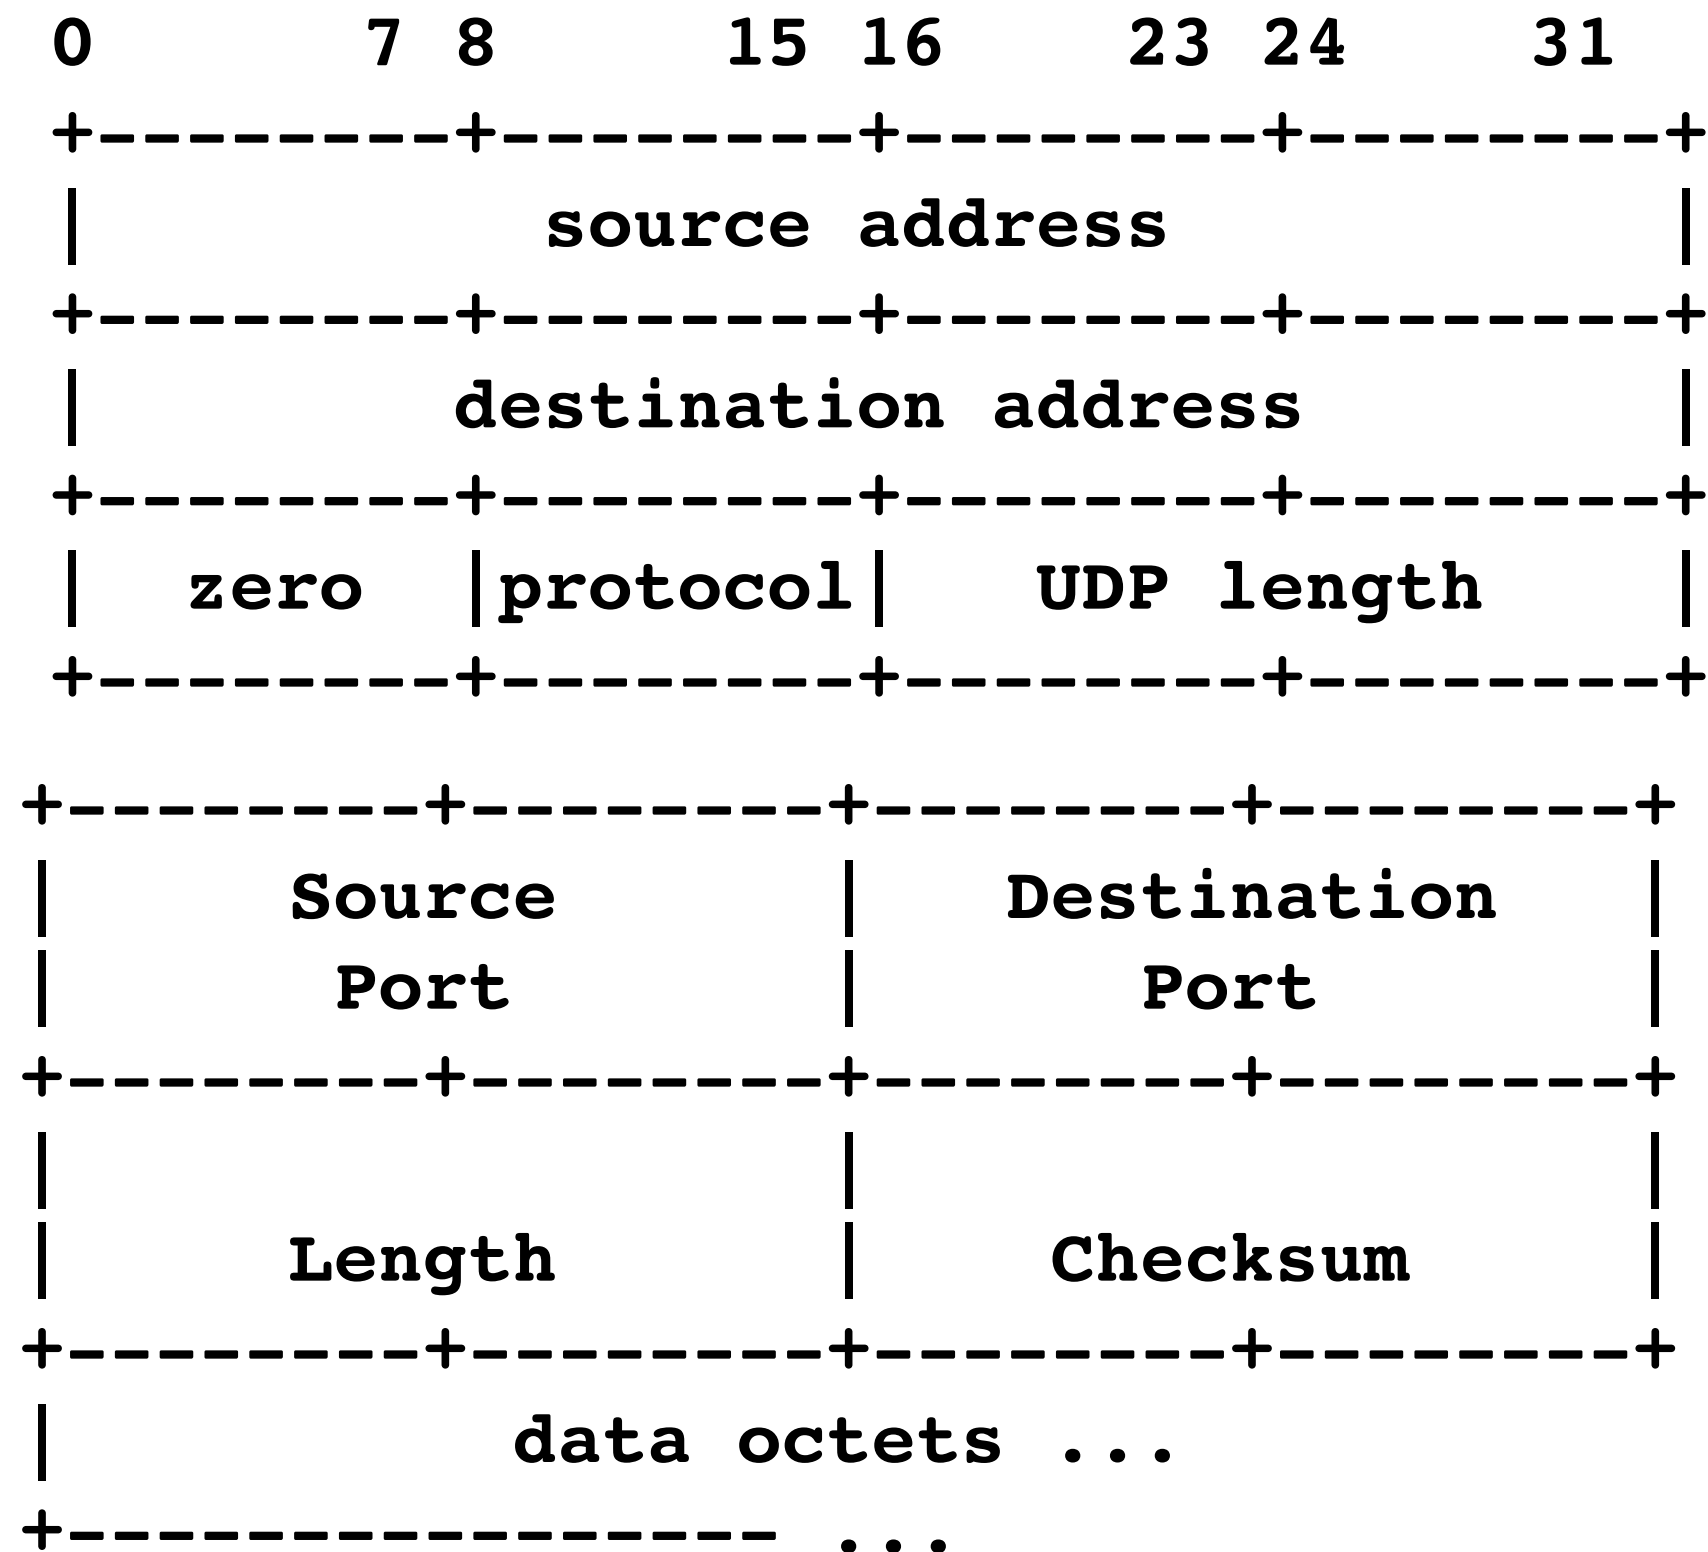 0      7 8     15 16    23 24    31
+--------+--------+--------+--------+
|          source address           |
+--------+--------+--------+--------+
|        destination address        |
+--------+--------+--------+--------+
|  zero  |protocol|   UDP length    |
+--------+--------+--------+--------+
+--------+--------+--------+--------+
|     Source      |   Destination   |
|      Port       |      Port       |
+--------+--------+--------+--------+
|                 |                 |
|     Length      |    Checksum     |
+--------+--------+--------+--------+
|          data octets ...
+---------------- ...